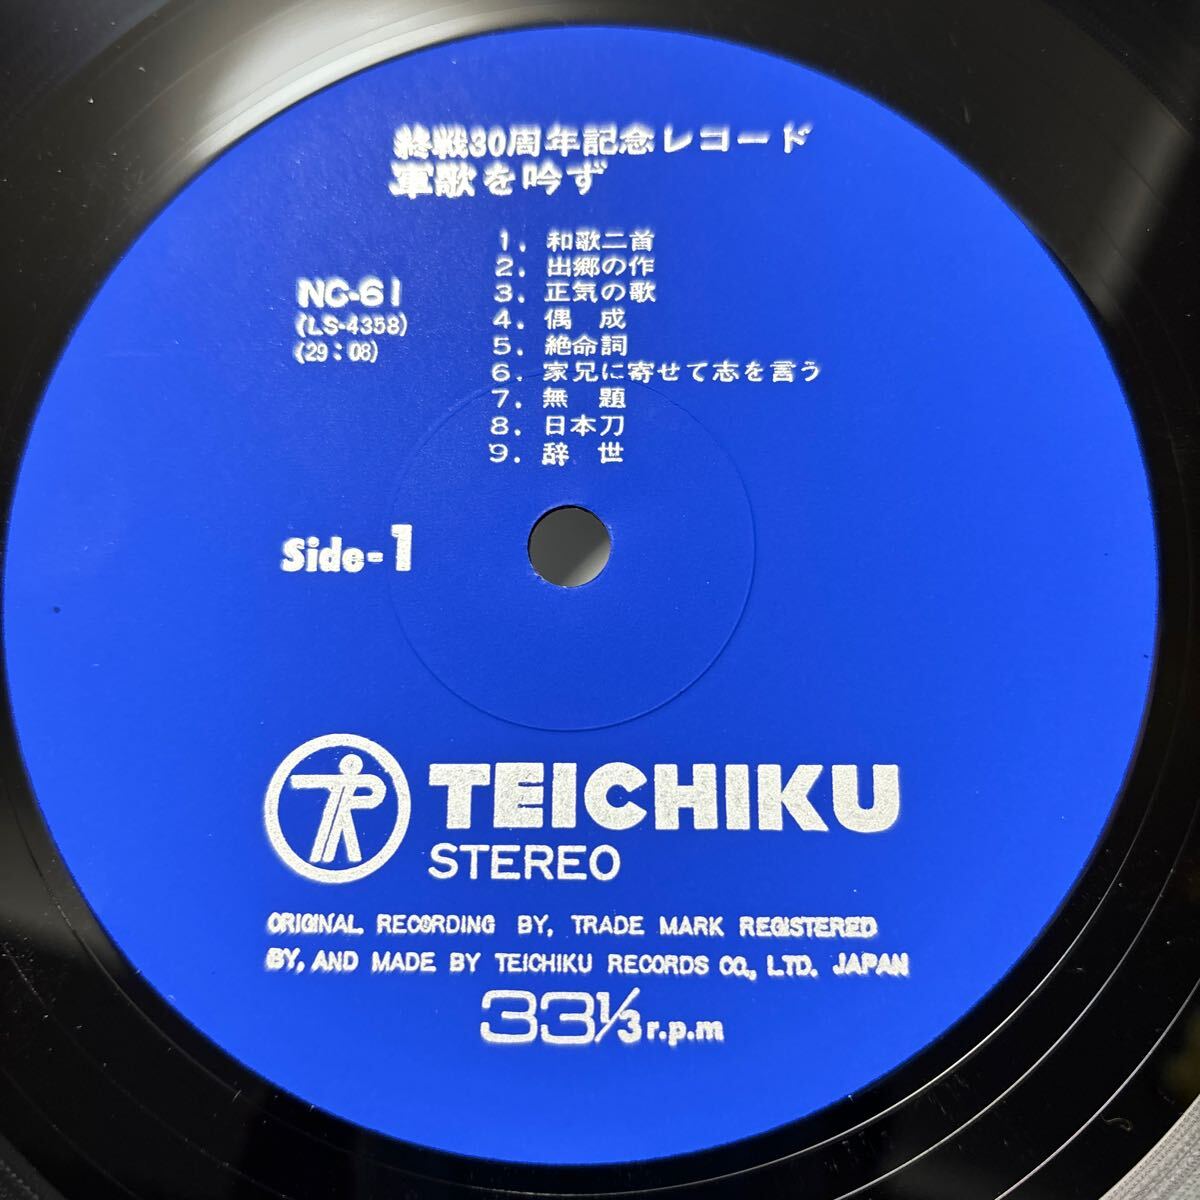 終戦30周年記念レコード
軍歌を吟ず
1. 和歌二首
2. 出郷の作
3. 正気の歌
4. 偶　成
5. 絶命詞
6. 家兄に寄せて志を言う
7. 無　題
8. 日本刀
9. 辞　世
NC-61
(LS-4358)
(29:08)
Side-1
TEICHIKU
STEREO
ORIGINAL RECORDING BY, TRADE MARK REGISTERED
BY, AND MADE BY TEICHIKU RECORDS CO., LTD. JAPAN
33 1/3 r.p.m